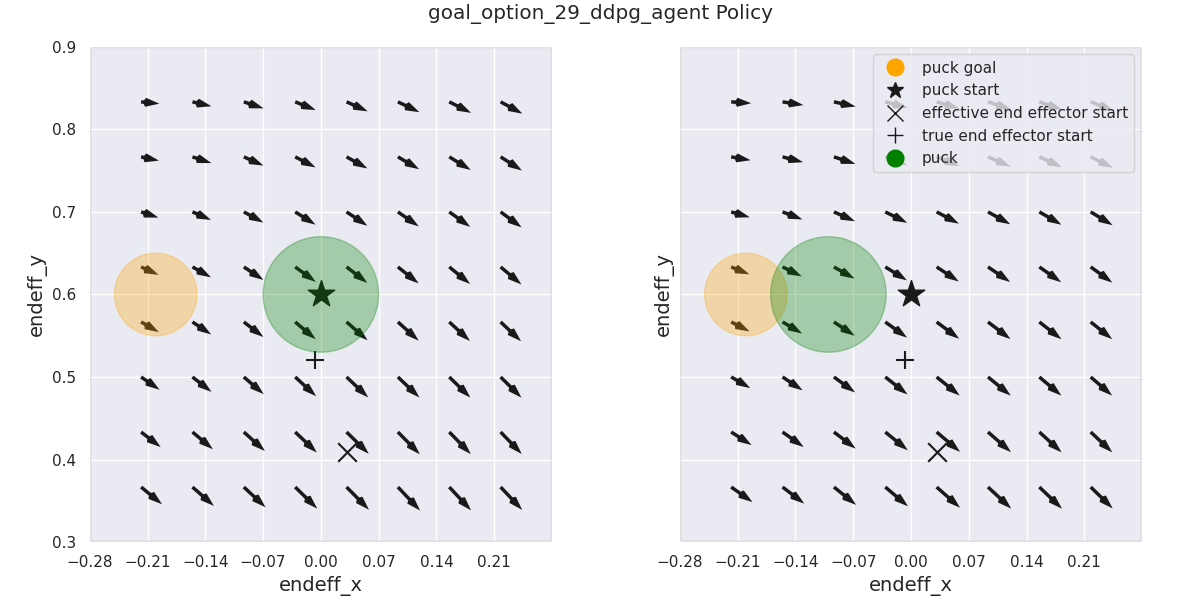 goal_option_29_ddpg_agent Policy
endeff_y
0.9
0.8
0.7
0.6
0.5
0.4
0.3
−0.28 −0.21 −0.14 −0.07 0.00 0.07 0.14 0.21
endeff_x
endeff_y
puck goal
puck start
effective end effector start
true end effector start
puck
−0.28 −0.21 −0.14 −0.07 0.00 0.07 0.14 0.21
endeff_x